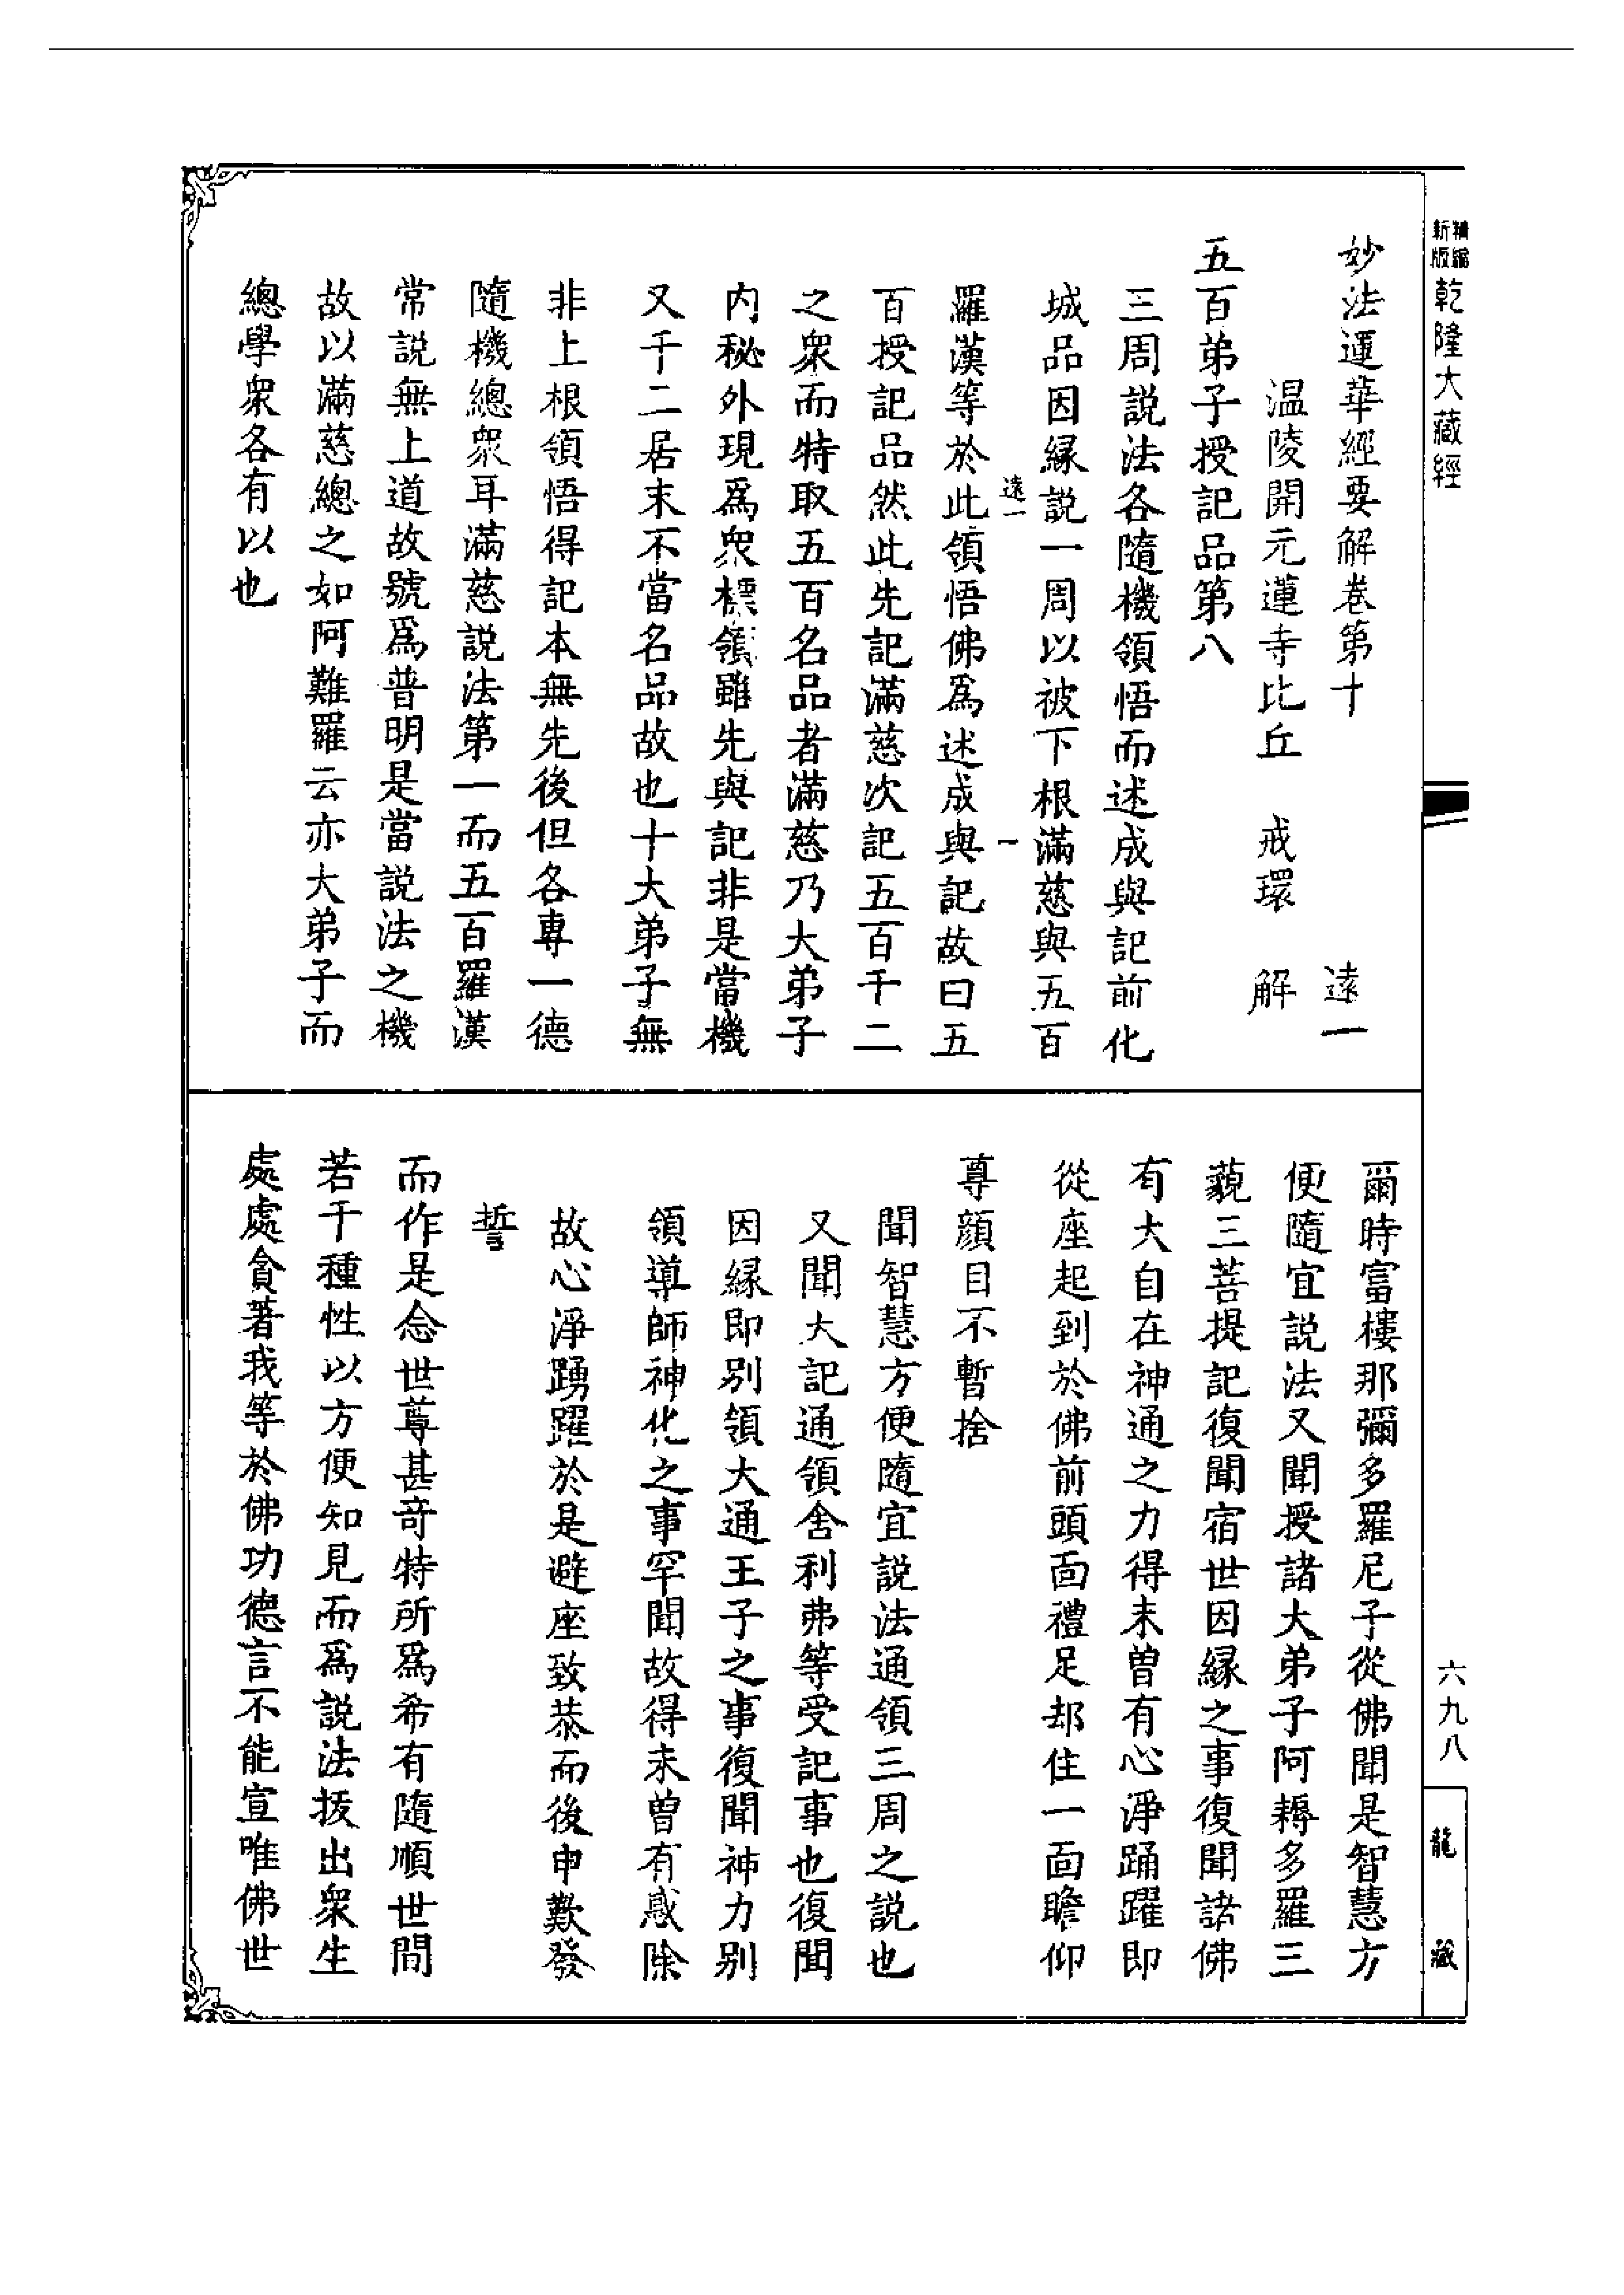 新精
版縮
乾隆大藏經
六九八
龍藏
妙法蓮華經要解卷第十　遠一
溫陵開元蓮寺比丘　戒環　解
五百弟子授記品第八
三周說法各隨機領悟而述成與記前化
城品因緣說一周以被下根滿慈與五百
遠一　一
羅漢等於此領悟佛爲述成與記故曰五
百授記品然此先記滿慈次記五百千二
之衆而特取五百名品者滿慈乃大弟子
內秘外現爲衆標領雖先與記非是當機
又千二居末不當名品故也十大弟子無
非上根領悟得記本無先後但各專一德
隨機總衆耳滿慈說法第一而五百羅漢
常說無上道故號爲普明是當說法之機
故以滿慈總之如阿難羅云亦大弟子而
總學衆各有以也
爾時富樓那彌多羅尼子從佛聞是智慧方
便隨宜說法又聞授諸大弟子阿耨多羅三
藐三菩提記復聞宿世因緣之事復聞諸佛
有大自在神通之力得未曾有心淨踊躍即
從座起到於佛前頭面禮足却住一面瞻仰
尊顏目不暫捨
聞智慧方便隨宜說法通領三周之說也
又聞大記通領舍利弗等受記事也復聞
因緣即別領大通王子之事復聞神力別
領導師神化之事罕聞故得未曾有惑除
故心淨踴躍於是避座致恭而後申歎發
誓
而作是念世尊甚奇特所爲希有隨順世間
若干種性以方便知見而爲說法拔出衆生
處處貪著我等於佛功德言不能宣唯佛世